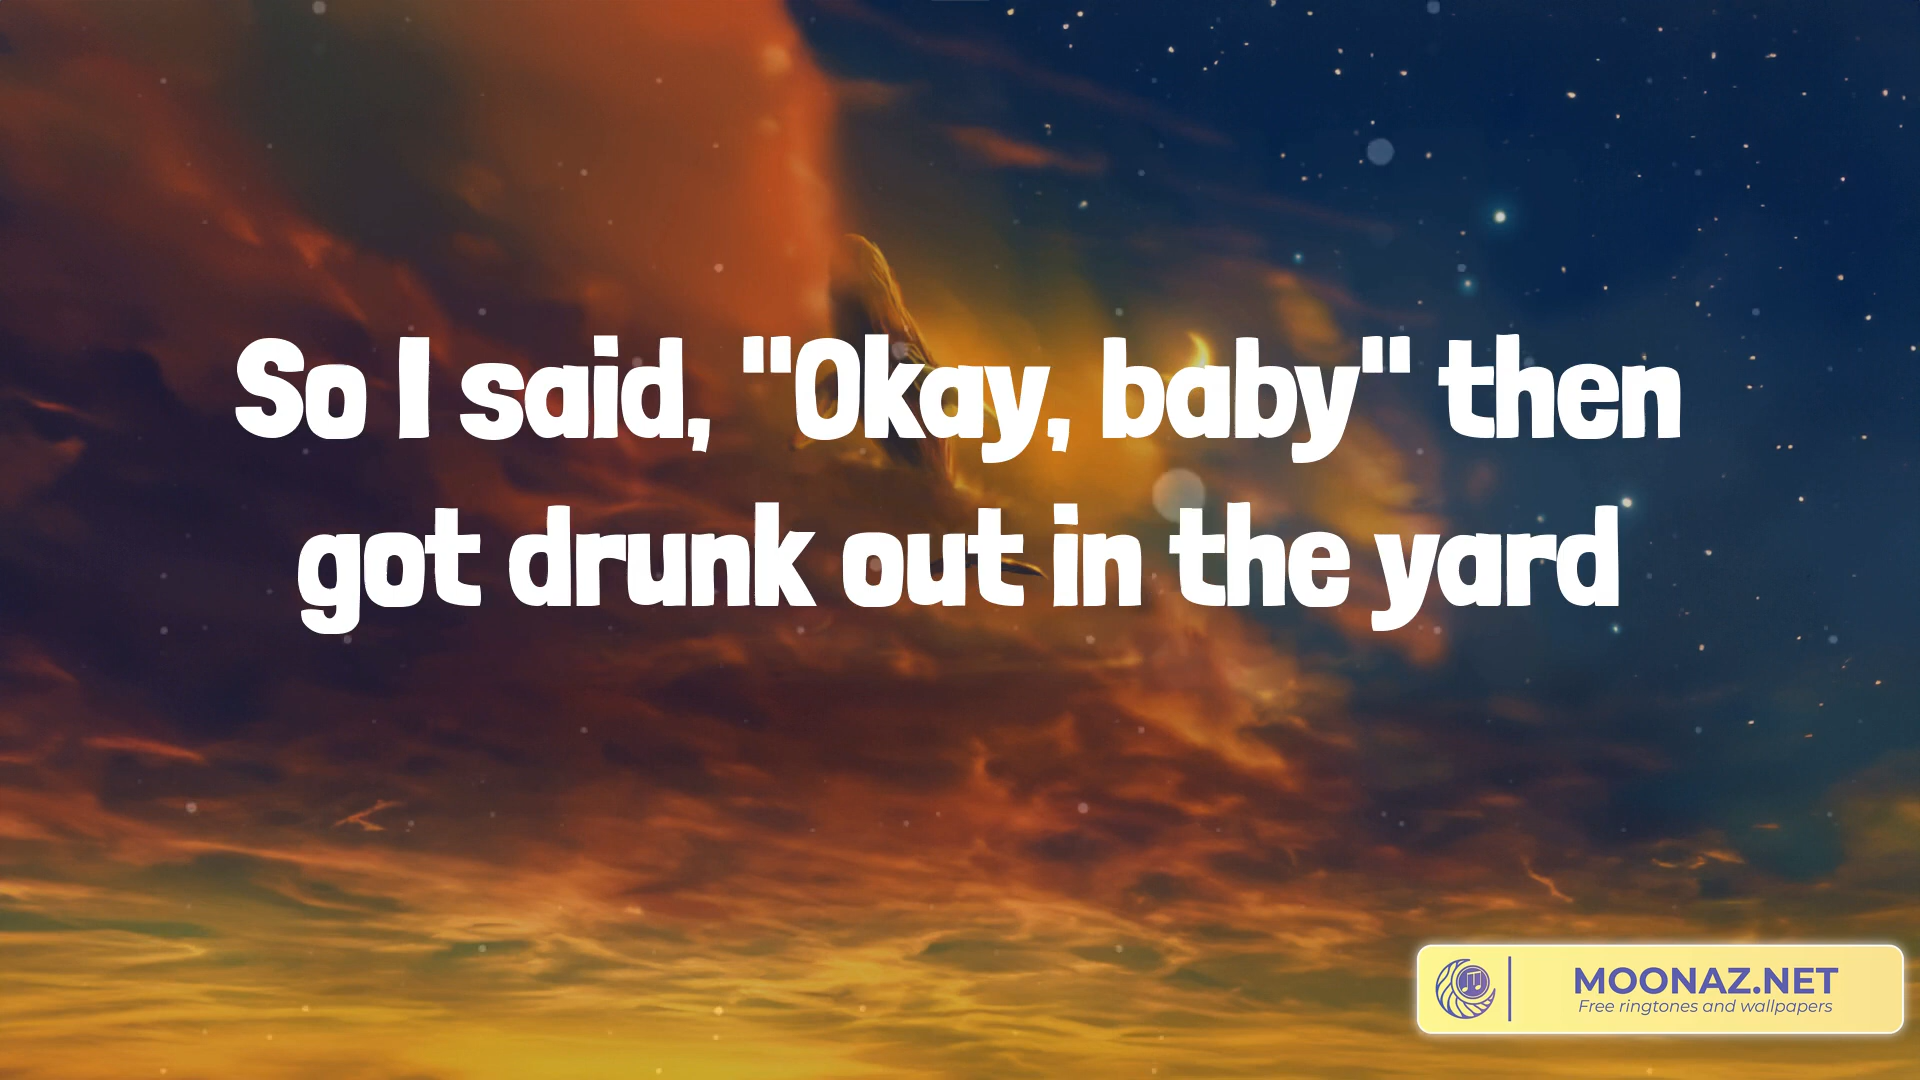 So I said, "Okay, baby" then
got drunk out in the yard
MOONAZ.NET
Free ringtones and wallpapers